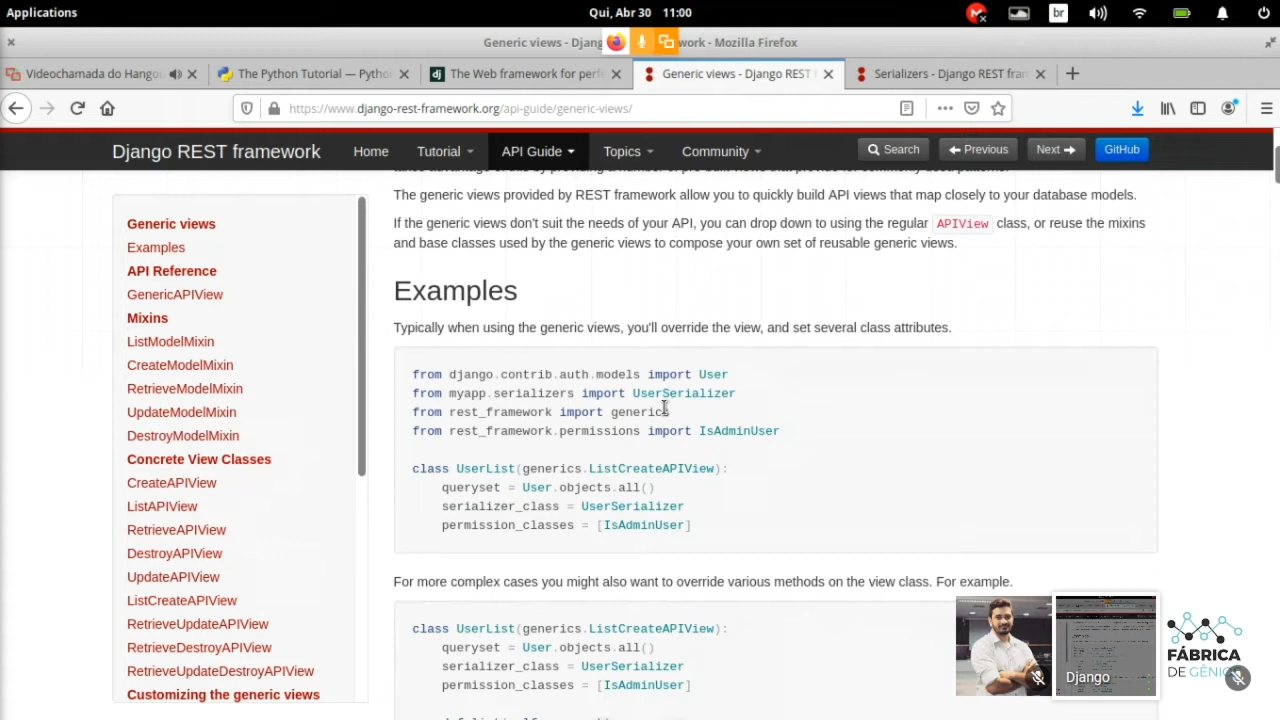 Applications
Qui, Abr 30 11:00
br
Generic views - Djang
work - Mozilla Firefox
Videochamada do Hangou
The Python Tutorial — Pytho
The Web framework for perf
Generic views - Django REST f
Serializers - Django REST fram
https://www.django-rest-framework.org/api-guide/generic-views/
Django REST framework
Home
Tutorial
API Guide
Topics
Community
Search
Previous
Next
GitHub
Generic views
Examples
API Reference
GenericAPIView
Mixins
ListModelMixin
CreateModelMixin
RetrieveModelMixin
UpdateModelMixin
DestroyModelMixin
Concrete View Classes
CreateAPIView
ListAPIView
RetrieveAPIView
DestroyAPIView
UpdateAPIView
ListCreateAPIView
RetrieveUpdateAPIView
RetrieveDestroyAPIView
RetrieveUpdateDestroyAPIView
Customizing the generic views
The generic views provided by REST framework allow you to quickly build API views that map closely to your database models.
If the generic views don't suit the needs of your API, you can drop down to using the regular APIView class, or reuse the mixins
and base classes used by the generic views to compose your own set of reusable generic views.
Examples
Typically when using the generic views, you'll override the view, and set several class attributes.
from django.contrib.auth.models import User
from myapp.serializers import UserSerializer
from rest_framework import generics
from rest_framework.permissions import IsAdminUser
class UserList(generics.ListCreateAPIView):
queryset = User.objects.all()
serializer_class = UserSerializer
permission_classes = [IsAdminUser]
For more complex cases you might also want to override various methods on the view class. For example.
class UserList(generics.ListCreateAPIView):
queryset = User.objects.all()
serializer_class = UserSerializer
permission_classes = [IsAdminUser]
Django
FÁBRICA
DE GÊNI